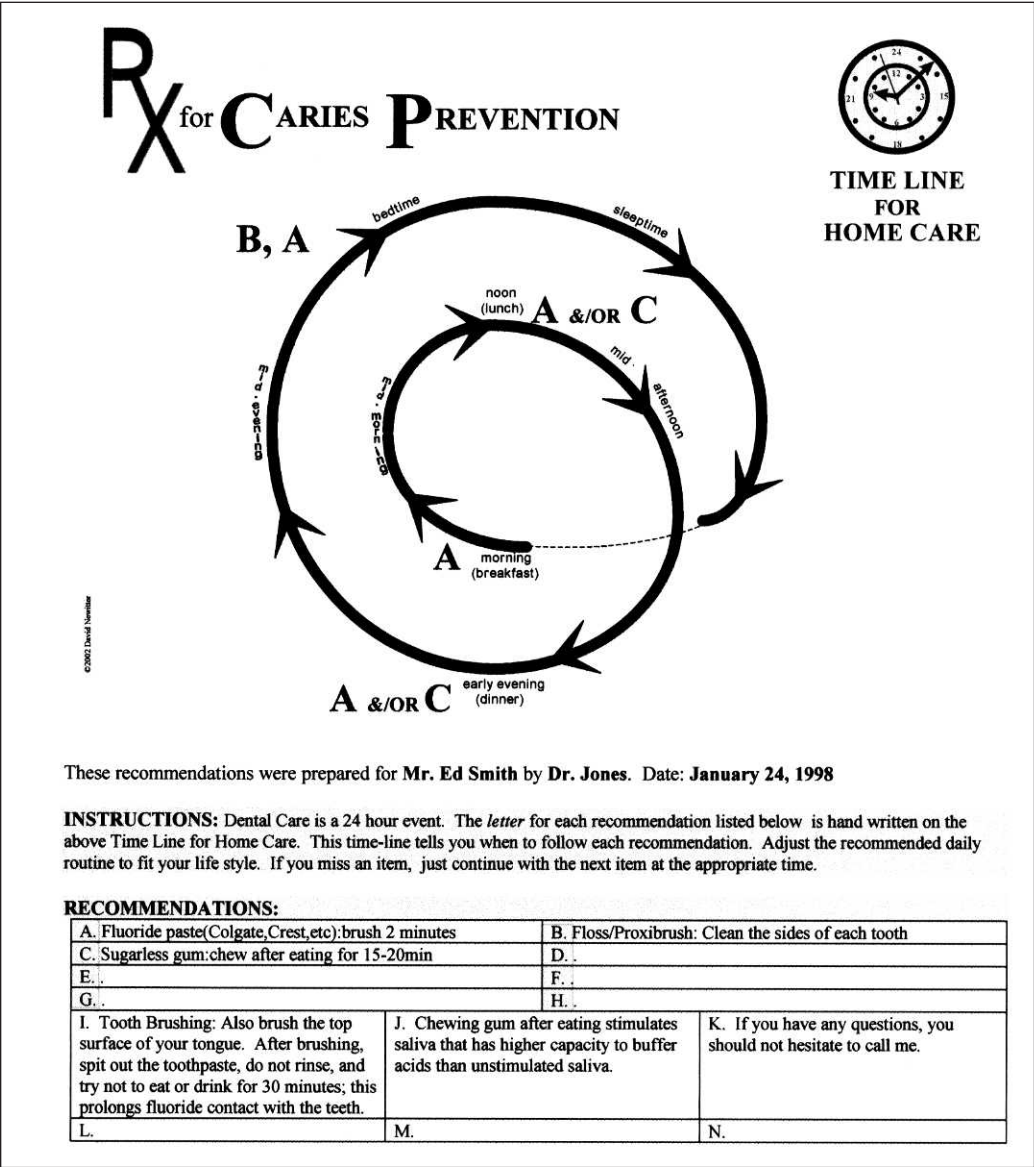 Rx for CARIES PREVENTION
24
12
21
9
3
15
6
18
TIME LINE
FOR
HOME CARE
bedtime
sleeptime
B, A
noon
(lunch)
A &/OR C
mid-
afternoon
mid-evening
mid-morning
A
morning
(breakfast)
early evening
(dinner)
A &/OR C
©2002 David Newitter
These recommendations were prepared for Mr. Ed Smith by Dr. Jones. Date: January 24, 1998
INSTRUCTIONS: Dental Care is a 24 hour event. The letter for each recommendation listed below is hand written on the
above Time Line for Home Care. This time-line tells you when to follow each recommendation. Adjust the recommended daily
routine to fit your life style. If you miss an item, just continue with the next item at the appropriate time.
RECOMMENDATIONS:
A. Fluoride paste(Colgate,Crest,etc):brush 2 minutes
B. Floss/Proxibrush: Clean the sides of each tooth
C. Sugarless gum:chew after eating for 15-20min
D. .
E. .
F. .
G. .
H. .
I. Tooth Brushing: Also brush the top
surface of your tongue. After brushing,
spit out the toothpaste, do not rinse, and
try not to eat or drink for 30 minutes; this
prolongs fluoride contact with the teeth.
J. Chewing gum after eating stimulates
saliva that has higher capacity to buffer
acids than unstimulated saliva.
K. If you have any questions, you
should not hesitate to call me.
L.
M.
N.